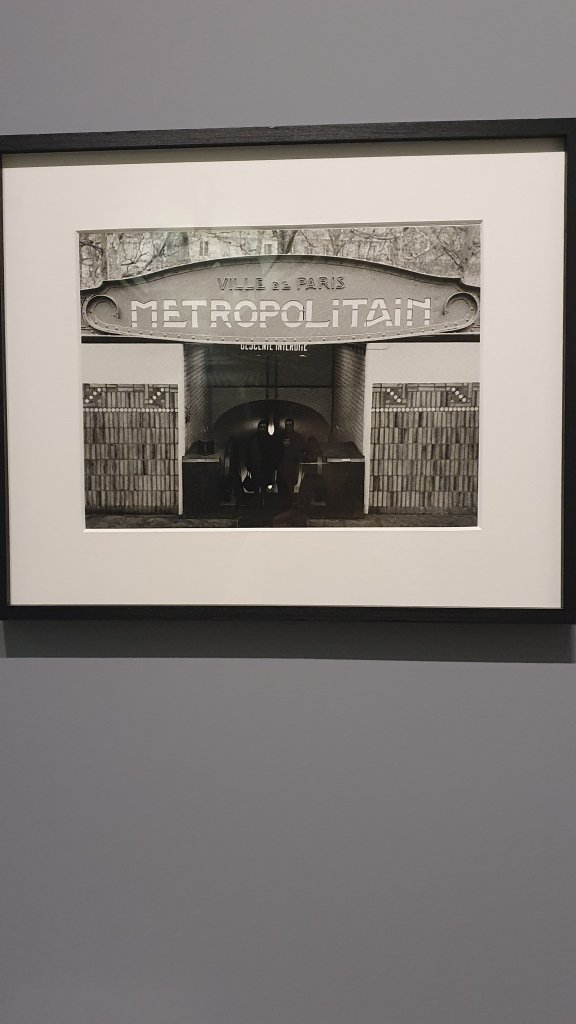 VILLE DE PARIS
METROPOLITAIN
DESCENTE INTERDITE